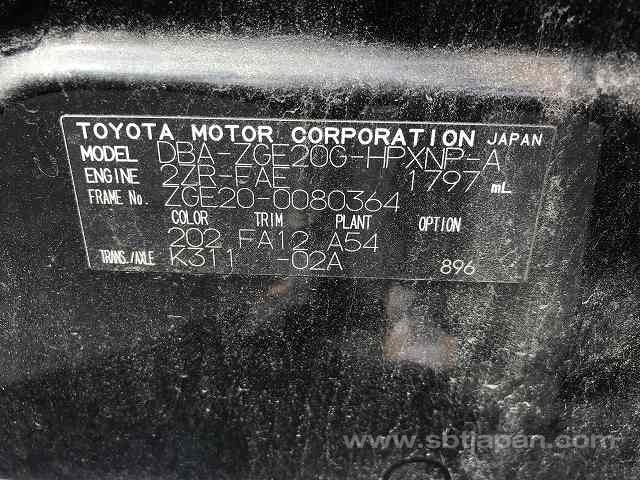 TOYOTA MOTOR CORPORATION JAPAN
MODEL DBA-ZGE20G-HPXNP-A
ENGINE 2ZR-FAE 1797 mL
FRAME No. ZGE20-0080364
COLOR TRIM PLANT OPTION
202 FA12 A54
TRANS./AXLE K311 -02A 896
www.sbtjapan.com